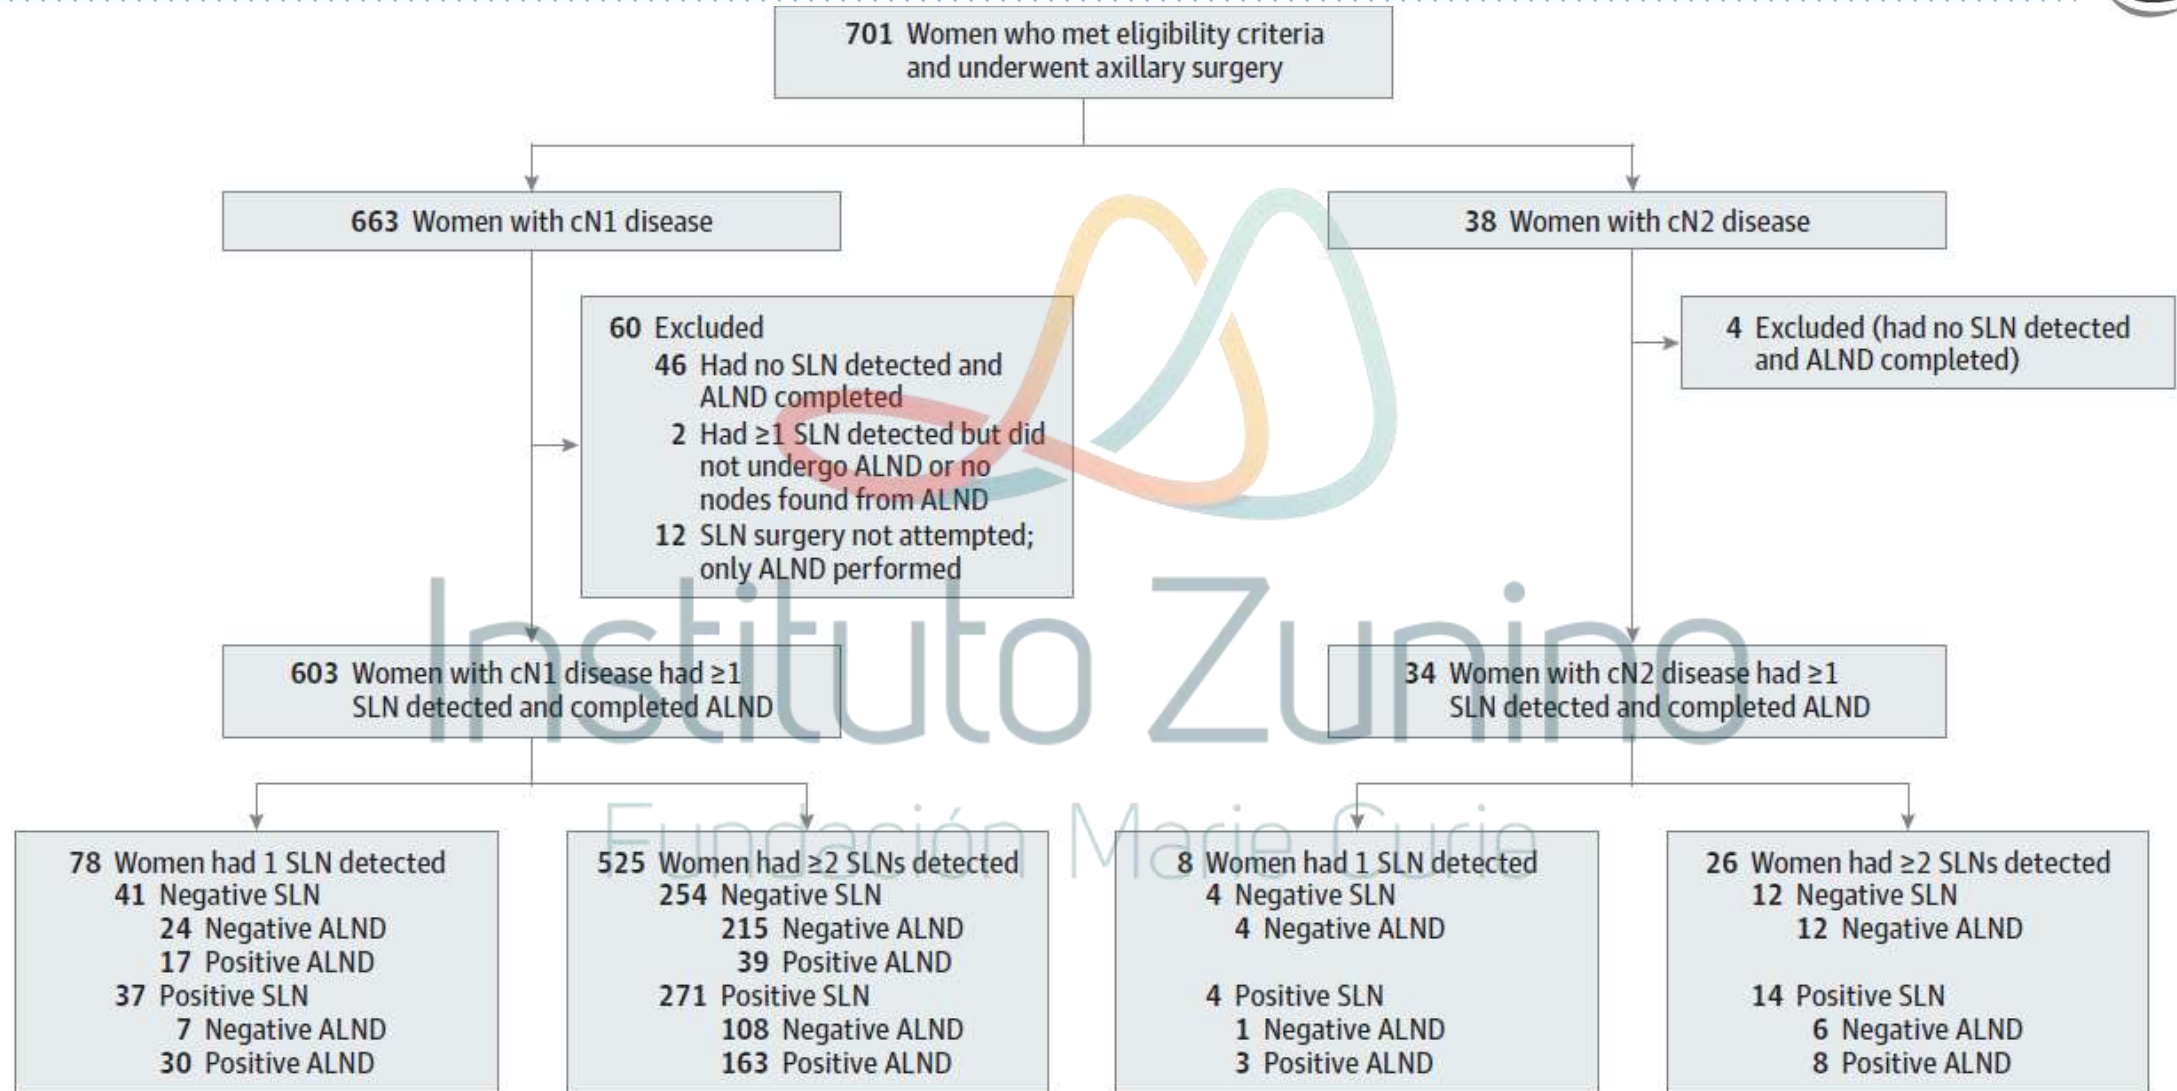 701 Women who met eligibility criteria
and underwent axillary surgery
663 Women with cN1 disease
38 Women with cN2 disease
60 Excluded
46 Had no SLN detected and
ALND completed
2 Had ≥1 SLN detected but did
not undergo ALND or no
nodes found from ALND
12 SLN surgery not attempted;
only ALND performed
4 Excluded (had no SLN detected
and ALND completed)
603 Women with cN1 disease had ≥1
SLN detected and completed ALND
34 Women with cN2 disease had ≥1
SLN detected and completed ALND
78 Women had 1 SLN detected
41 Negative SLN
24 Negative ALND
17 Positive ALND
37 Positive SLN
7 Negative ALND
30 Positive ALND
525 Women had ≥2 SLNs detected
254 Negative SLN
215 Negative ALND
39 Positive ALND
271 Positive SLN
108 Negative ALND
163 Positive ALND
8 Women had 1 SLN detected
4 Negative SLN
4 Negative ALND
4 Positive SLN
1 Negative ALND
3 Positive ALND
26 Women had ≥2 SLNs detected
12 Negative SLN
12 Negative ALND
14 Positive SLN
6 Negative ALND
8 Positive ALND
Instituto Zunino
Fundación Marie Curie